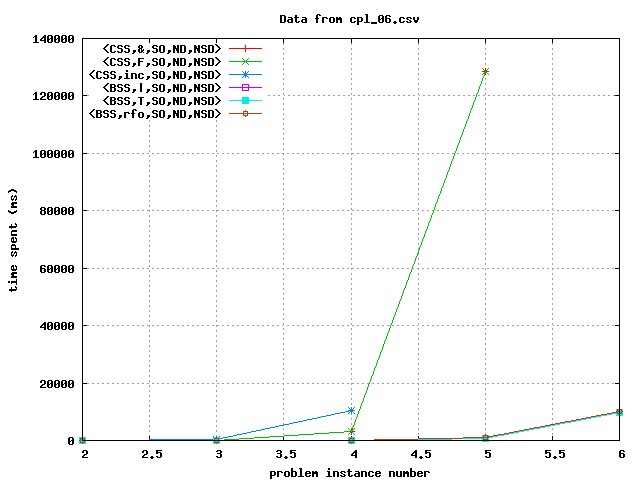 Data from cpl_06.csv
<CSS,&,SO,ND,NSD>
<CSS,F,SO,ND,NSD>
<CSS,inc,SO,ND,NSD>
<BSS,|,SO,ND,NSD>
<BSS,T,SO,ND,NSD>
<BSS,rfo,SO,ND,NSD>
140000
120000
100000
80000
60000
40000
20000
0
time spent (ms)
2 2.5 3 3.5 4 4.5 5 5.5 6
problem instance number